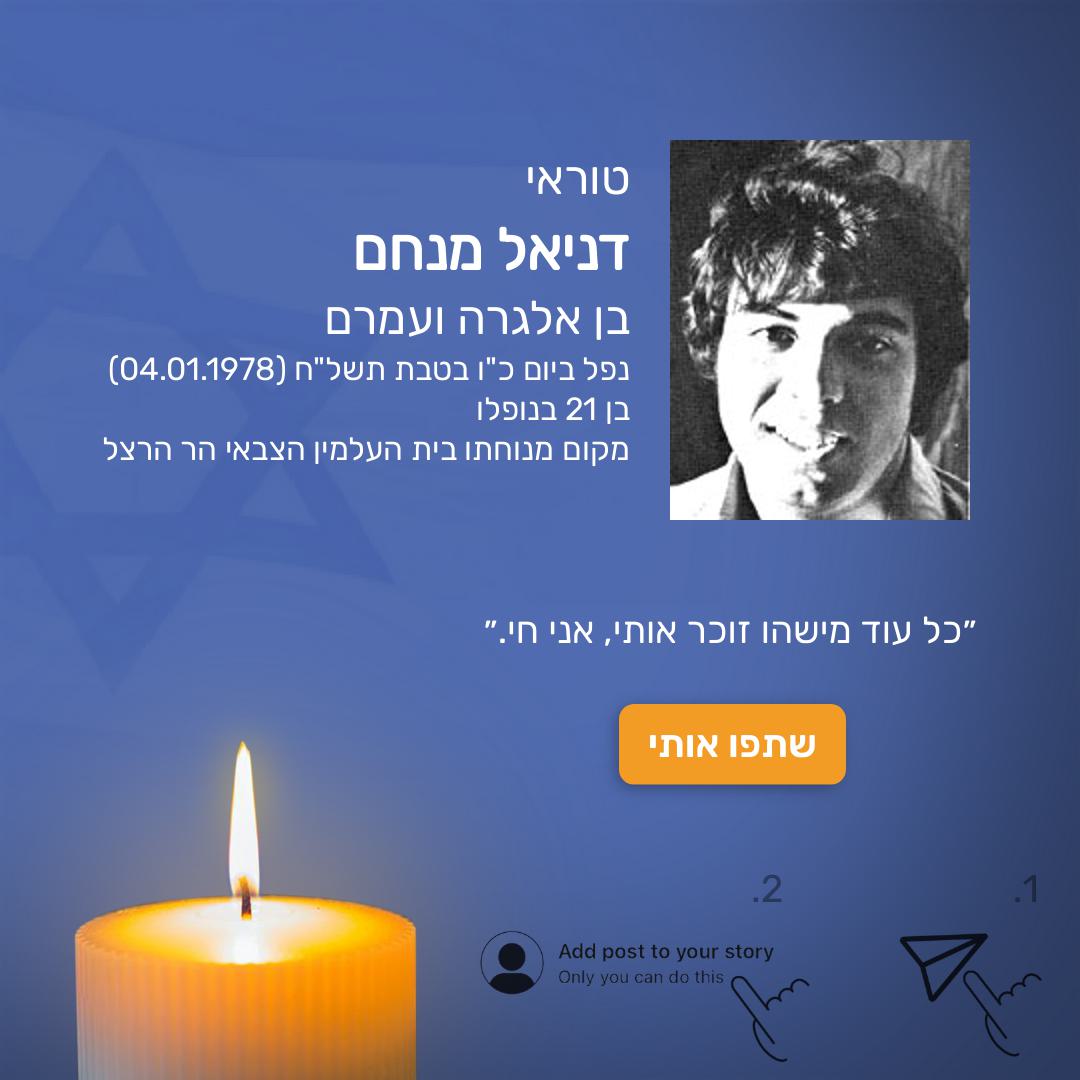 טוראי
דניאל מנחם
בן אלגרה ועמרם
נפל ביום כ"ו בטבת תשל"ח (04.01.1978)
בן 21 בנופלו
מקום מנוחתו בית העלמין הצבאי הר הרצל
"כל עוד מישהו זוכר אותי, אני חי."
שתפו אותי
1.
2.
Add post to your story
Only you can do this